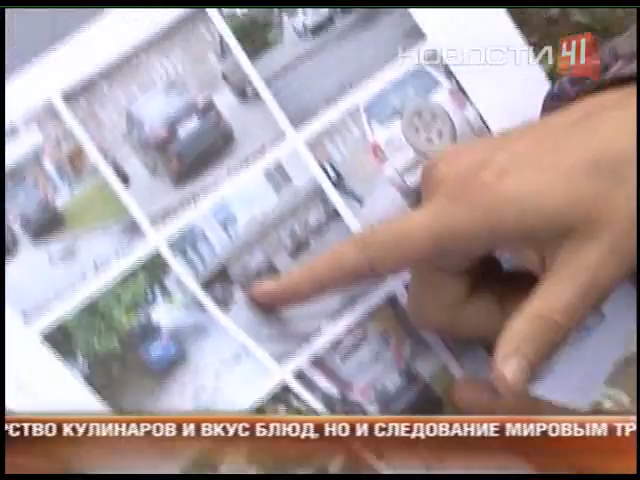 НОВОСТИ 41
РСТВО КУЛИНАРОВ И ВКУС БЛЮД, НО И СЛЕДОВАНИЕ МИРОВЫМ ТР